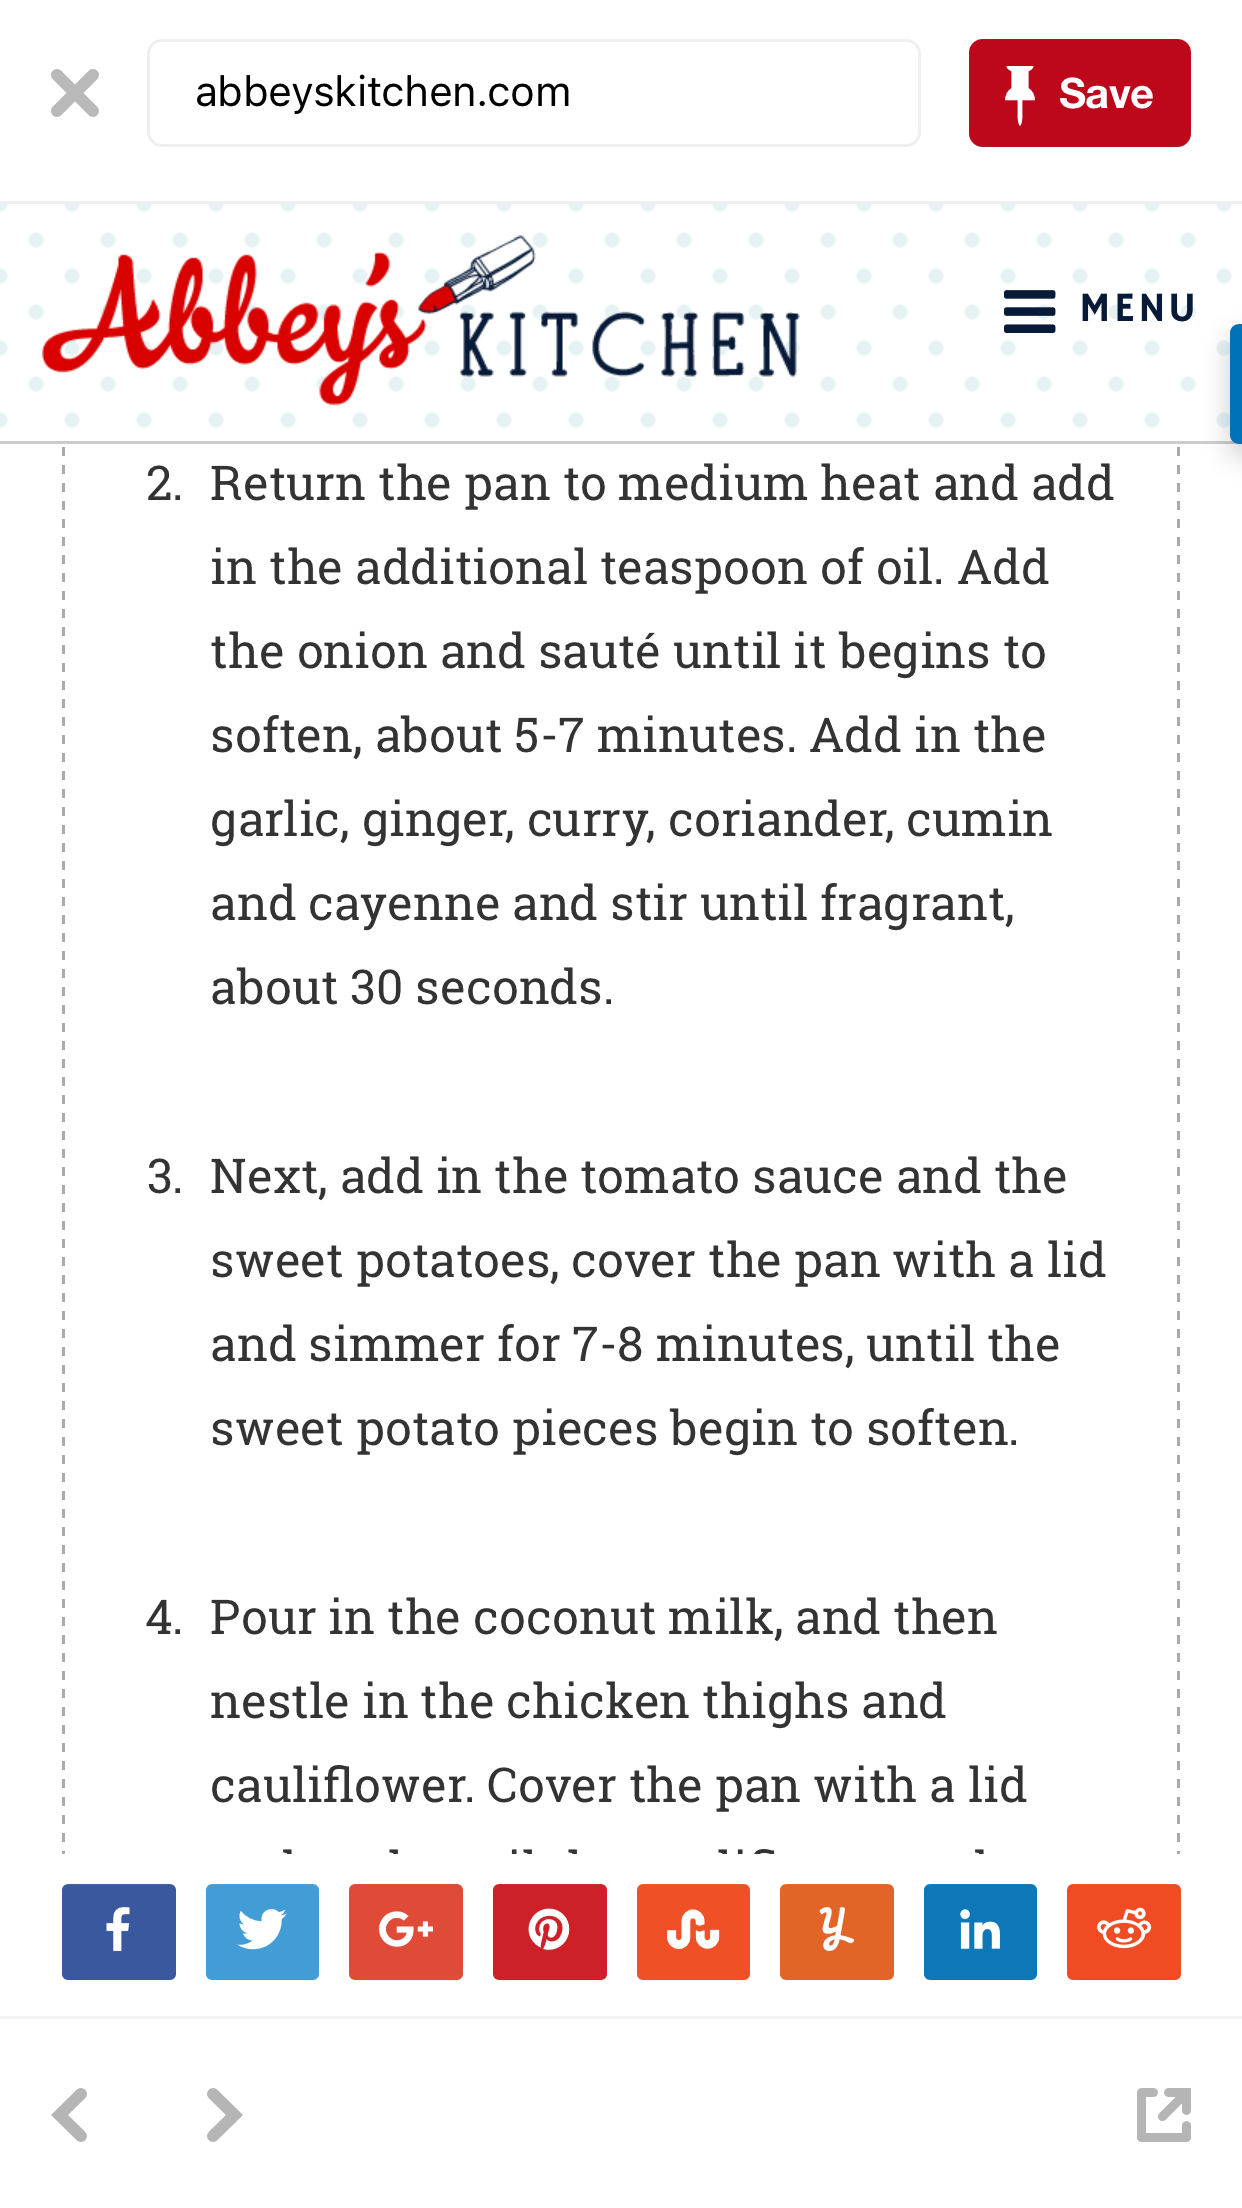 abbeyskitchen.com
Save
Abbey's KITCHEN
MENU
2. Return the pan to medium heat and add
in the additional teaspoon of oil. Add
the onion and sauté until it begins to
soften, about 5-7 minutes. Add in the
garlic, ginger, curry, coriander, cumin
and cayenne and stir until fragrant,
about 30 seconds.
3. Next, add in the tomato sauce and the
sweet potatoes, cover the pan with a lid
and simmer for 7-8 minutes, until the
sweet potato pieces begin to soften.
4. Pour in the coconut milk, and then
nestle in the chicken thighs and
cauliflower. Cover the pan with a lid